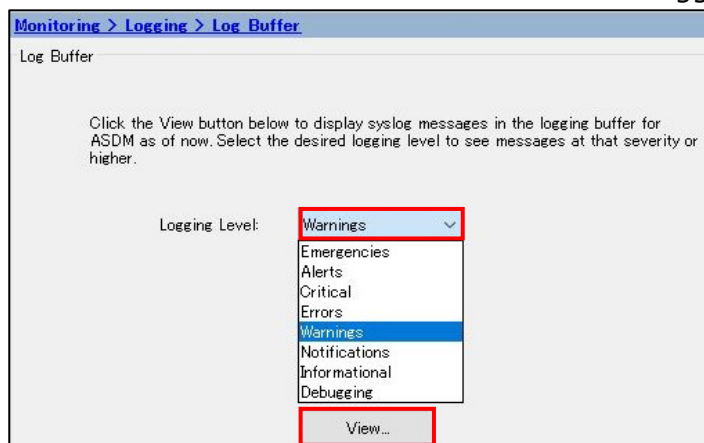 Monitoring > Logging > Log Buffer
Log Buffer
Click the View button below to display syslog messages in the logging buffer for
ASDM as of now. Select the desired logging level to see messages at that severity or
higher.
Logging Level: Warnings
Emergencies
Alerts
Critical
Errors
Warnings
Notifications
Informational
Debugging
View...